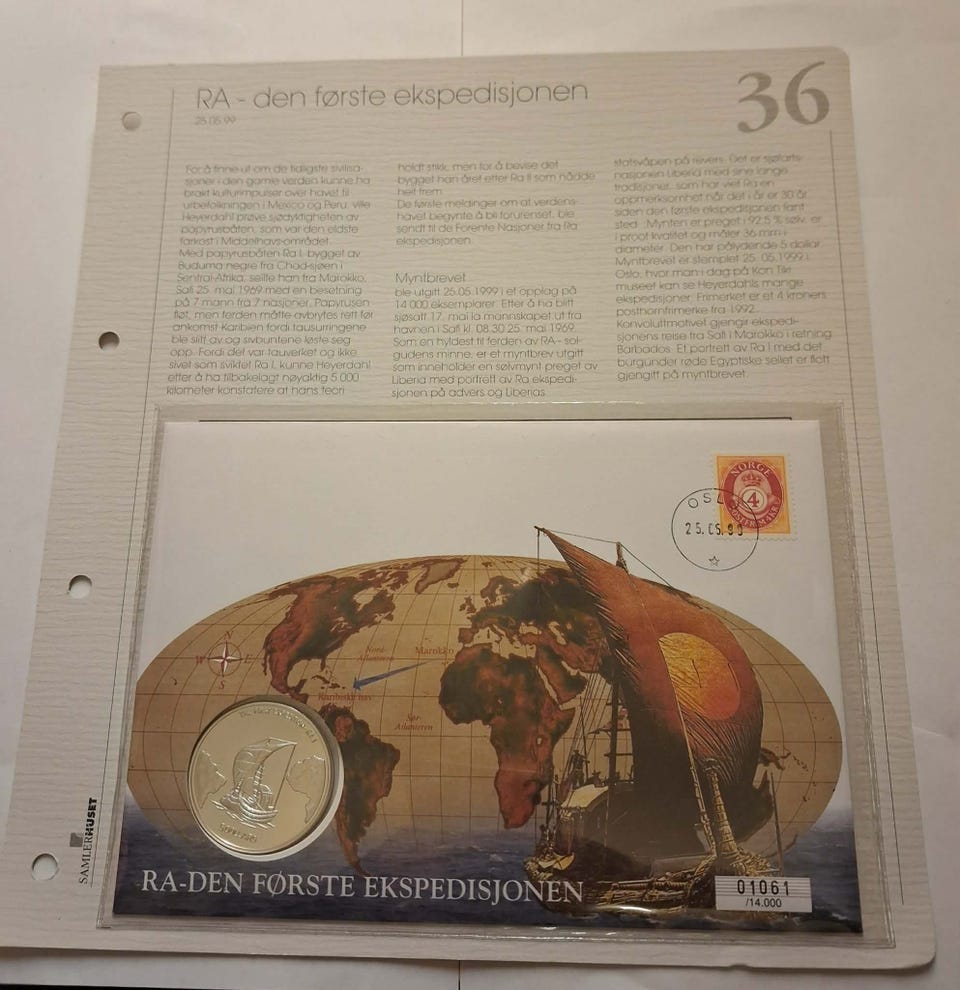 RA - den første ekspedisjonen
36
25.05.99
For å finne ut om de tidligste sivilisa-
sjoner i den gamle verden kunne ha
brakt kulturimpulser over havet til
urbefolkningen i Mexico og Peru, ville
Heyerdahl prøve sjødyktigheten av
papyrusbåten, som var den eldste
farkost i Middelhavsområdet.
Med papyrusbåten Ra I, bygget av
Buduma negre fra Chad-sjøen i
Sentral-Afrika, seilte han fra Marokko,
Safi 25. mai 1969 med en besetning
på 7 mann fra 7 nasjoner. Papyrusen
fløt, men ferden måtte avbrytes rett før
ankomst Karibien fordi tausurringene
ble slitt av og sivbuntene løste seg
opp. Fordi det var tauverket og ikke
sivet som sviktet Ra I, kunne Heyerdahl
etter å ha tilbakelagt nøyaktig 5 000
kilometer konstatere at hans teori
holdt stikk, men for å bevise det
bygget han året etter Ra II som nådde
helt frem.
De første meldinger om at verdens-
havet begynte å bli forurenset, ble
sendt til de Forente Nasjoner fra Ra
ekspedisjonen.
Myntbrevet
ble utgitt 25.05.1999 i et opplag på
14 000 eksemplarer. Etter å ha blitt
sjøsatt 17. mai la mannskapet ut fra
havnen i Safi kl. 08.30 25. mai 1969.
Som en hyldest til ferden av RA - sol-
gudens minne, er et myntbrev utgitt
som inneholder en sølvmynt preget av
Liberia med portrett av Ra ekspedi-
sjonen på advers og Liberias
statsvåpen på revers. Det er sjøfarts-
nasjonen Liberia med sine lange
tradisjoner, som har viet Ra en
oppmerksomhet når det i år er 30 år
siden den første ekspedisjonen fant
sted. Mynten er preget i 92,5 % sølv, er
i proof kvalitet og måler 36 mm i
diameter. Den har pålydende 5 dollar.
Myntbrevet er stemplet 25. 05.1999 i
Oslo, hvor man i dag på Kon Tiki
museet kan se Heyerdahls mange
ekspedisjoner. Frimerket er et 4 kroners
posthornfrimerke fra 1992.
Konvoluttmotivet gjengir ekspedi-
sjonens reise fra Safi i Marokko i retning
Barbados. Et portrett av Ra I med det
burgunder røde Egyptiske seilet er flott
gjengitt på myntbrevet.
NORGE
4
OSLO
25.05.99
N
W E
S
Nord-
Atlanteren
Marokko
Karibiske hav
Sør-
Atlanteren
5 DOLLARS
SAMLERHUSET
RA-DEN FØRSTE EKSPEDISJONEN
01061
/14.000